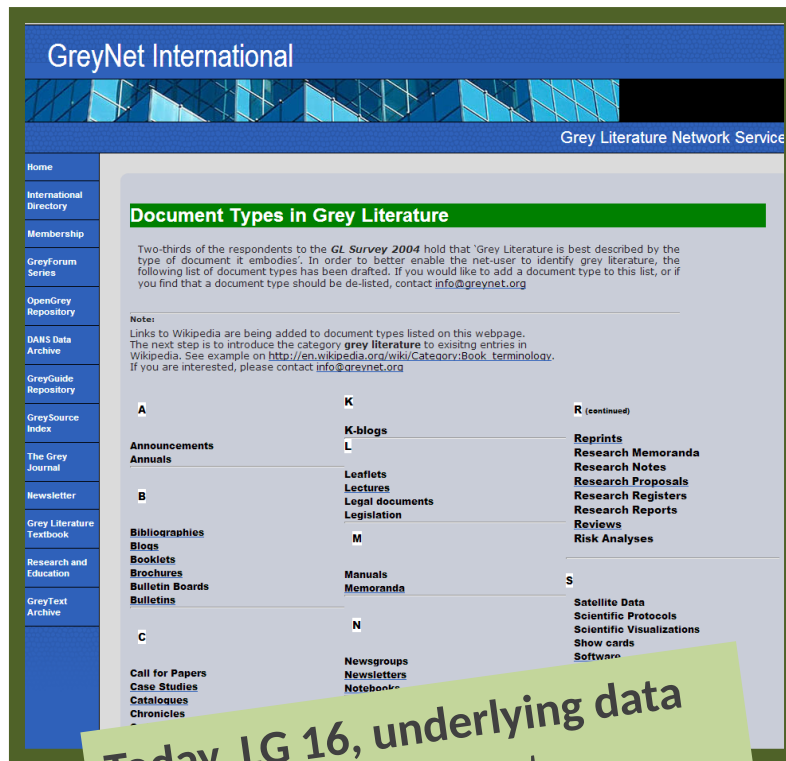 GreyNet International
Grey Literature Network Service
Home
International
Directory
Membership
GreyForum
Series
OpenGrey
Repository
DANS Data
Archive
GreyGuide
Repository
GreySource
Index
The Grey
Journal
Newsletter
Grey Literature
Textbook
Research and
Education
GreyText
Archive
Document Types in Grey Literature
Two-thirds of the respondents to the GL Survey 2004 hold that 'Grey Literature is best described by the
type of document it embodies'. In order to better enable the net-user to identify grey literature, the
following list of document types has been drafted. If you would like to add a document type to this list, or if
you find that a document type should be de-listed, contact info@greynet.org
Note:
Links to Wikipedia are being added to document types listed on this webpage.
The next step is to introduce the category grey literature to exisitng entries in
Wikipedia. See example on http://en.wikipedia.org/wiki/Category:Book_terminology.
If you are interested, please contact info@greynet.org
A
Announcements
Annuals
B
Bibliographies
Blogs
Booklets
Brochures
Bulletin Boards
Bulletins
C
Call for Papers
Case Studies
Catalogues
Chronicles
K
K-blogs
L
Leaflets
Lectures
Legal documents
Legislation
M
Manuals
Memoranda
N
Newsgroups
Newsletters
Notebooks
R (continued)
Reprints
Research Memoranda
Research Notes
Research Proposals
Research Registers
Research Reports
Reviews
Risk Analyses
S
Satellite Data
Scientific Protocols
Scientific Visualizations
Show cards
Software
Today, LG 16, underlying data